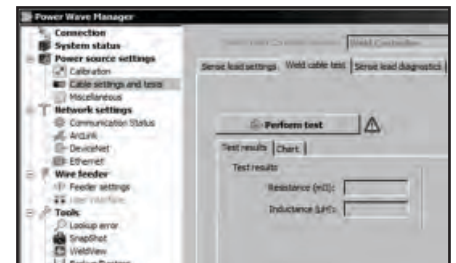 Power Wave Manager
Connection
System status
Power source settings
Calibration
Cable settings and tests
Miscellaneous
Network settings
Communication Status
ArcLink
DeviceNet
Ethernet
Wire feeder
Feeder settings
User interface
Tools
Lookup error
SnapShot
WeldView
Sense lead settings
Weld cable test
Sense lead diagnostics
Perform test
Test results
Chart
Test results
Resistance (mΩ):
Inductance (µH):